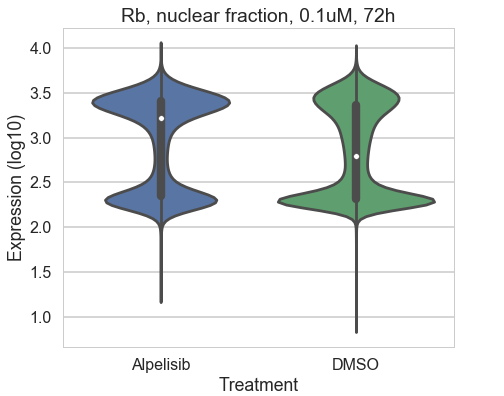 Rb, nuclear fraction, 0.1uM, 72h
Expression (log10)
4.0
3.5
3.0
2.5
2.0
1.5
1.0
Alpelisib DMSO
Treatment